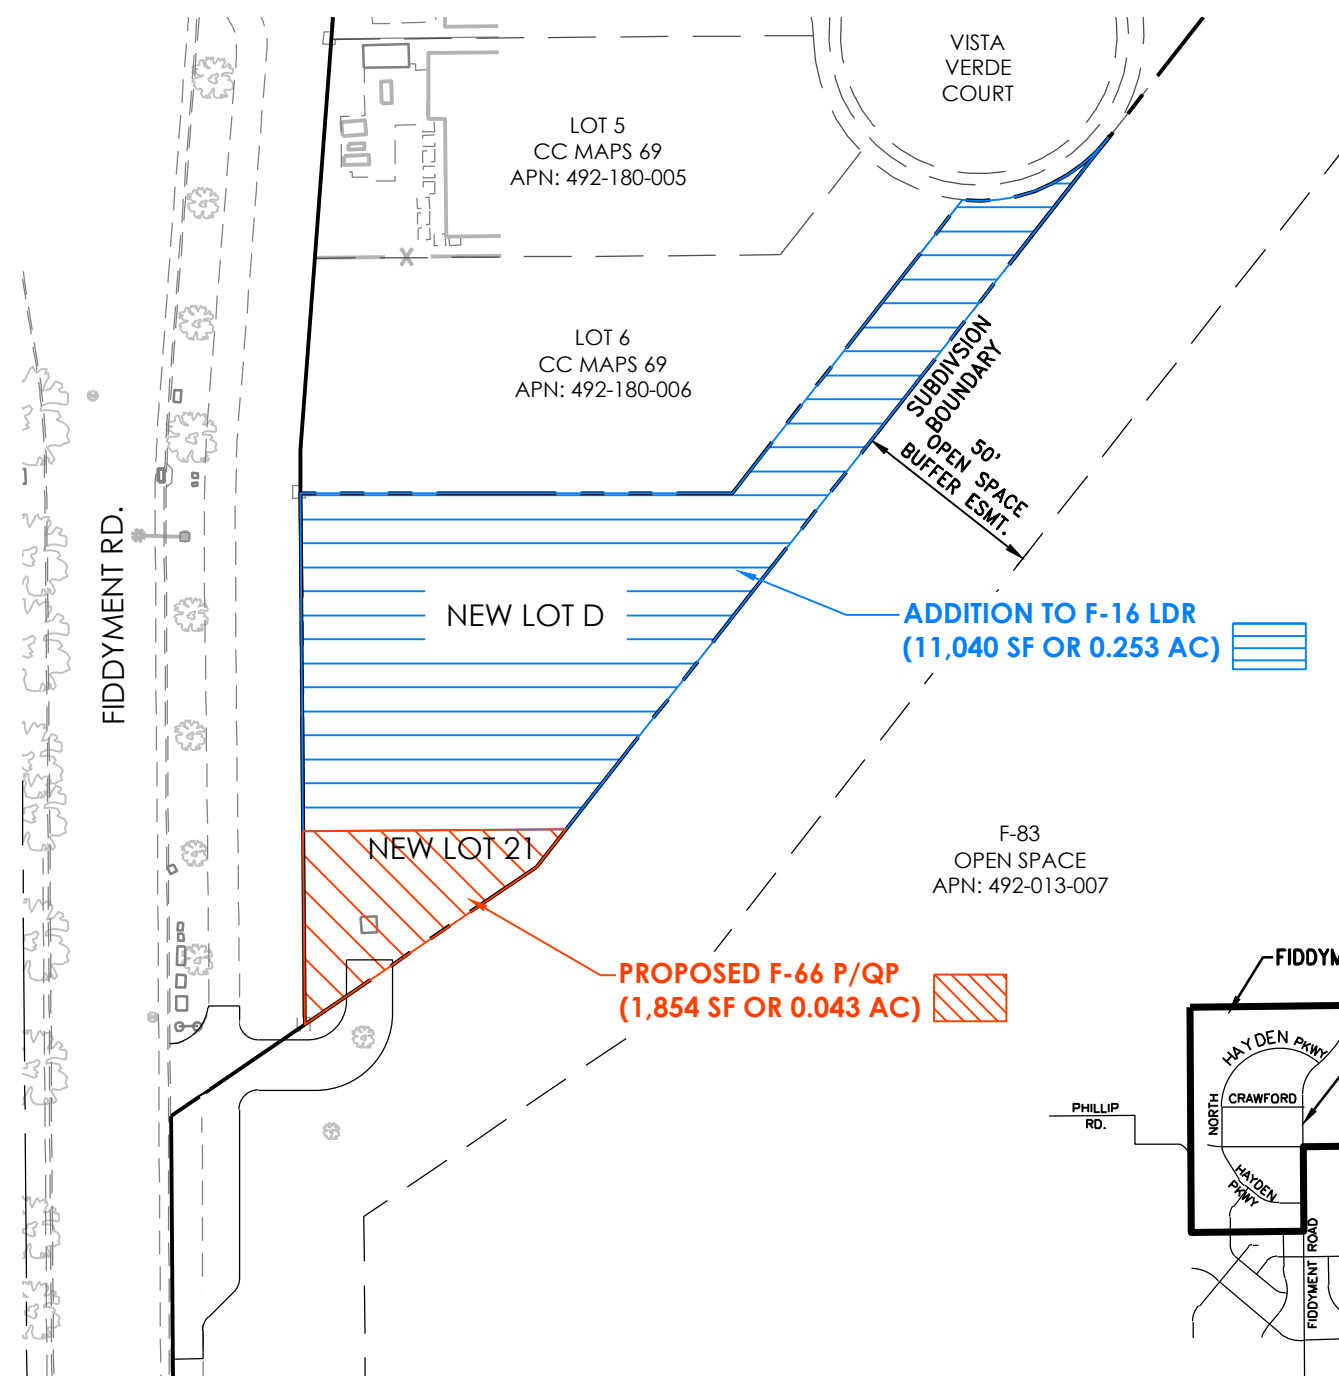 VISTA
VERDE
COURT
LOT 5
CC MAPS 69
APN: 492-180-005
LOT 6
CC MAPS 69
APN: 492-180-006
SUBDIVISION
BOUNDARY
50'
OPEN SPACE
BUFFER ESMT.
FIDDYMENT RD.
NEW LOT D
ADDITION TO F-16 LDR
(11,040 SF OR 0.253 AC)
NEW LOT 21
F-83
OPEN SPACE
APN: 492-013-007
PROPOSED F-66 P/QP
(1,854 SF OR 0.043 AC)
FIDDYM
HAYDEN PKWY
NORTH
CRAWFORD
PHILLIP
RD.
HAYDEN
PKWY
FIDDYMENT ROAD